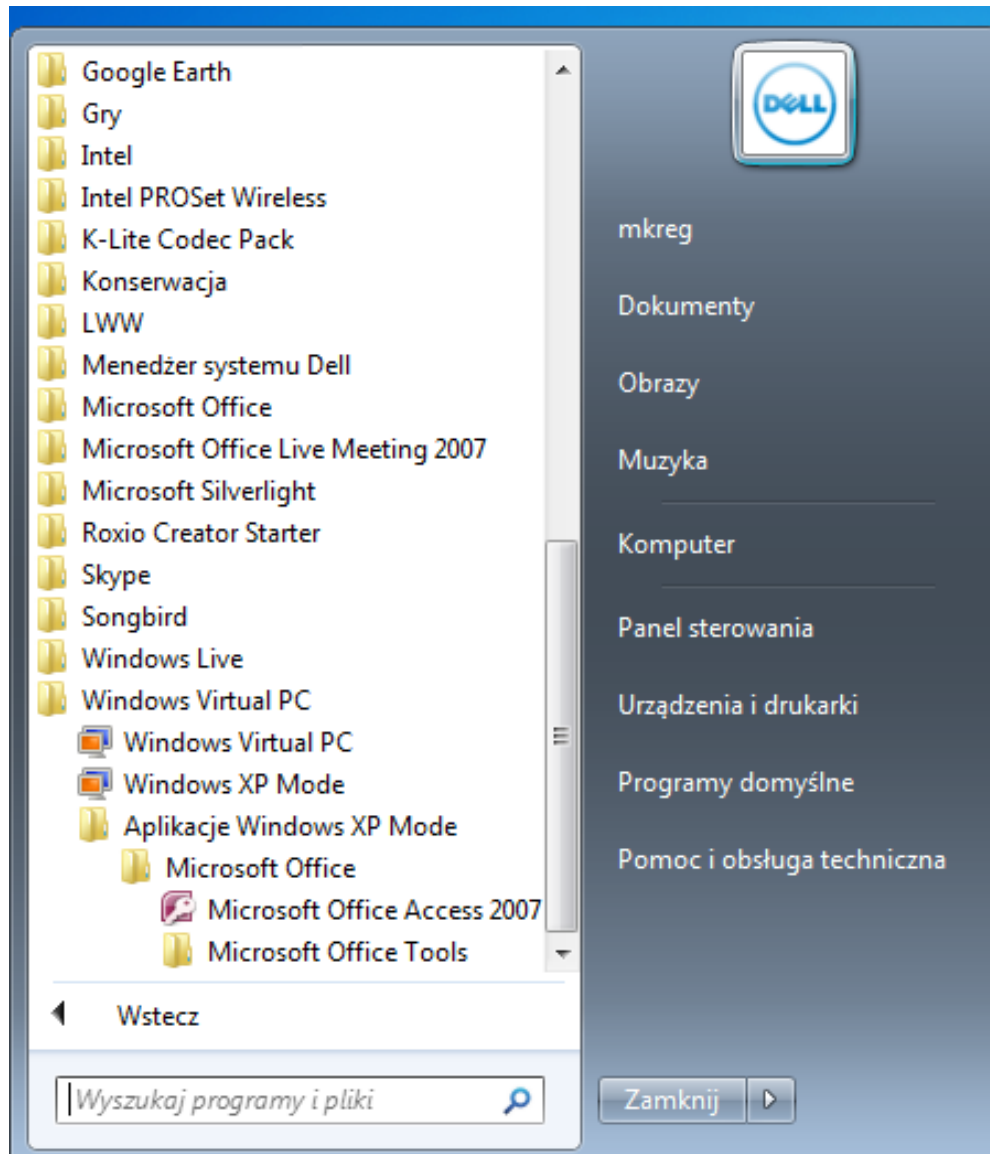 Google Earth
Gry
Intel
Intel PROSet Wireless
K-Lite Codec Pack
Konserwacja
LWW
Menedżer systemu Dell
Microsoft Office
Microsoft Office Live Meeting 2007
Microsoft Silverlight
Roxio Creator Starter
Skype
Songbird
Windows Live
Windows Virtual PC
Windows Virtual PC
Windows XP Mode
Aplikacje Windows XP Mode
Microsoft Office
Microsoft Office Access 2007
Microsoft Office Tools
Wstecz
Wyszukaj programy i pliki
DELL
mkreg
Dokumenty
Obrazy
Muzyka
Komputer
Panel sterowania
Urządzenia i drukarki
Programy domyślne
Pomoc i obsługa techniczna
Zamknij